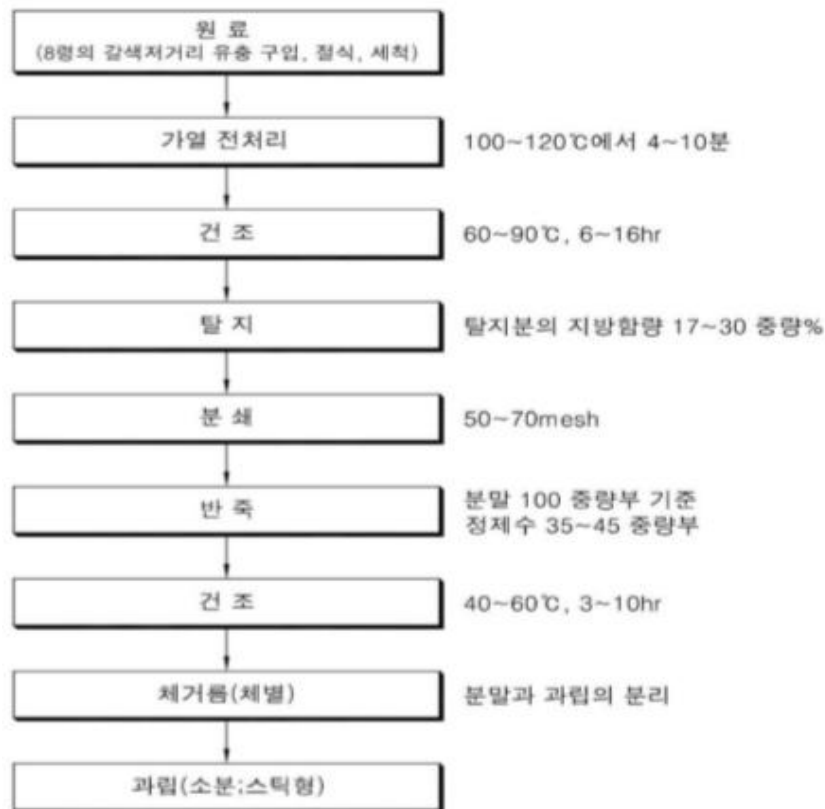 원 료
(8령의 갈색저거리 유충 구입, 절식, 세척)
가열 전처리
100~120℃에서 4~10분
건 조
60~90℃, 6~16hr
탈 지
탈지분의 지방함량 17~30 중량%
분 쇄
50~70mesh
반 죽
분말 100 중량부 기준
정제수 35~45 중량부
건 조
40~60℃, 3~10hr
체거름(체별)
분말과 과립의 분리
과립(소분;스틱형)